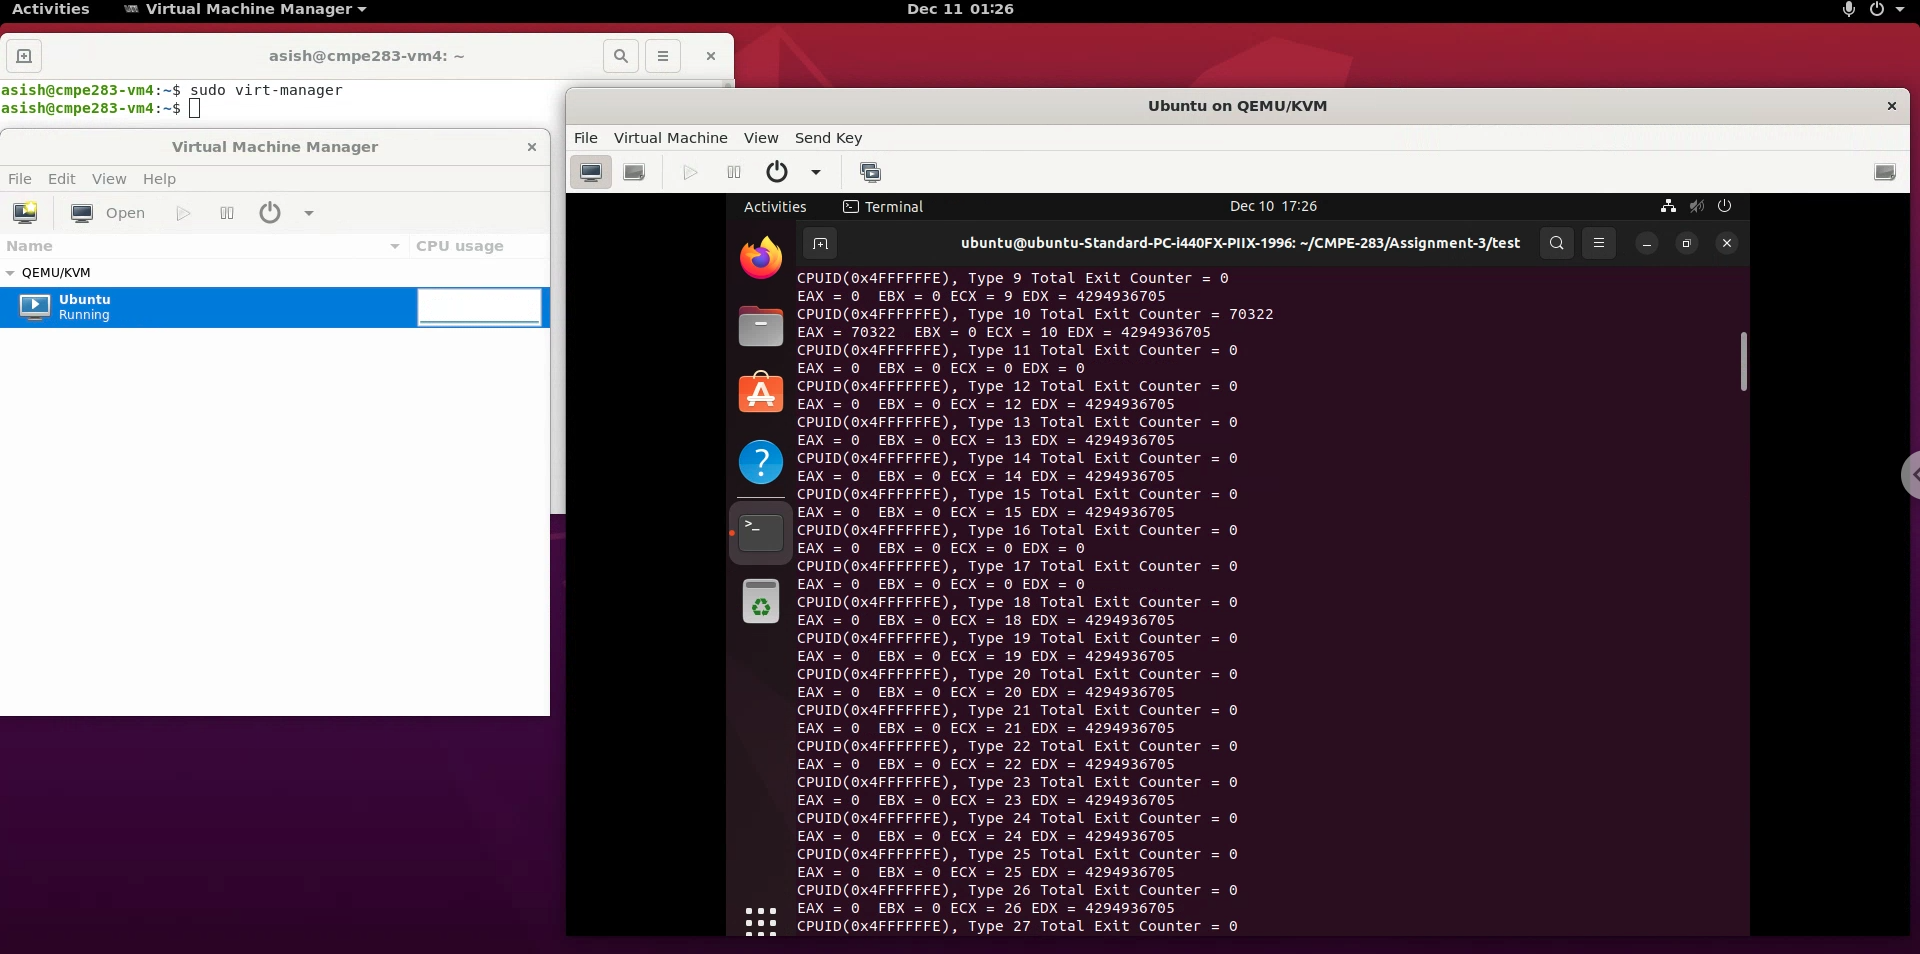 Activities Virtual Machine Manager Dec 11 01:26
asish@cmpe283-vm4: ~
asish@cmpe283-vm4:~$ sudo virt-manager
asish@cmpe283-vm4:~$
Virtual Machine Manager
File Edit View Help
Open
Name CPU usage
QEMU/KVM
Ubuntu
Running
Ubuntu on QEMU/KVM
File Virtual Machine View Send Key
Activities Terminal Dec 10 17:26
ubuntu@ubuntu-Standard-PC-i440FX-PIIX-1996: ~/CMPE-283/Assignment-3/test
CPUID(0x4FFFFFFE), Type 9 Total Exit Counter = 0
EAX = 0 EBX = 0 ECX = 9 EDX = 4294936705
CPUID(0x4FFFFFFE), Type 10 Total Exit Counter = 70322
EAX = 70322 EBX = 0 ECX = 10 EDX = 4294936705
CPUID(0x4FFFFFFE), Type 11 Total Exit Counter = 0
EAX = 0 EBX = 0 ECX = 0 EDX = 0
CPUID(0x4FFFFFFE), Type 12 Total Exit Counter = 0
EAX = 0 EBX = 0 ECX = 12 EDX = 4294936705
CPUID(0x4FFFFFFE), Type 13 Total Exit Counter = 0
EAX = 0 EBX = 0 ECX = 13 EDX = 4294936705
CPUID(0x4FFFFFFE), Type 14 Total Exit Counter = 0
EAX = 0 EBX = 0 ECX = 14 EDX = 4294936705
CPUID(0x4FFFFFFE), Type 15 Total Exit Counter = 0
EAX = 0 EBX = 0 ECX = 15 EDX = 4294936705
CPUID(0x4FFFFFFE), Type 16 Total Exit Counter = 0
EAX = 0 EBX = 0 ECX = 0 EDX = 0
CPUID(0x4FFFFFFE), Type 17 Total Exit Counter = 0
EAX = 0 EBX = 0 ECX = 0 EDX = 0
CPUID(0x4FFFFFFE), Type 18 Total Exit Counter = 0
EAX = 0 EBX = 0 ECX = 18 EDX = 4294936705
CPUID(0x4FFFFFFE), Type 19 Total Exit Counter = 0
EAX = 0 EBX = 0 ECX = 19 EDX = 4294936705
CPUID(0x4FFFFFFE), Type 20 Total Exit Counter = 0
EAX = 0 EBX = 0 ECX = 20 EDX = 4294936705
CPUID(0x4FFFFFFE), Type 21 Total Exit Counter = 0
EAX = 0 EBX = 0 ECX = 21 EDX = 4294936705
CPUID(0x4FFFFFFE), Type 22 Total Exit Counter = 0
EAX = 0 EBX = 0 ECX = 22 EDX = 4294936705
CPUID(0x4FFFFFFE), Type 23 Total Exit Counter = 0
EAX = 0 EBX = 0 ECX = 23 EDX = 4294936705
CPUID(0x4FFFFFFE), Type 24 Total Exit Counter = 0
EAX = 0 EBX = 0 ECX = 24 EDX = 4294936705
CPUID(0x4FFFFFFE), Type 25 Total Exit Counter = 0
EAX = 0 EBX = 0 ECX = 25 EDX = 4294936705
CPUID(0x4FFFFFFE), Type 26 Total Exit Counter = 0
EAX = 0 EBX = 0 ECX = 26 EDX = 4294936705
CPUID(0x4FFFFFFE), Type 27 Total Exit Counter = 0